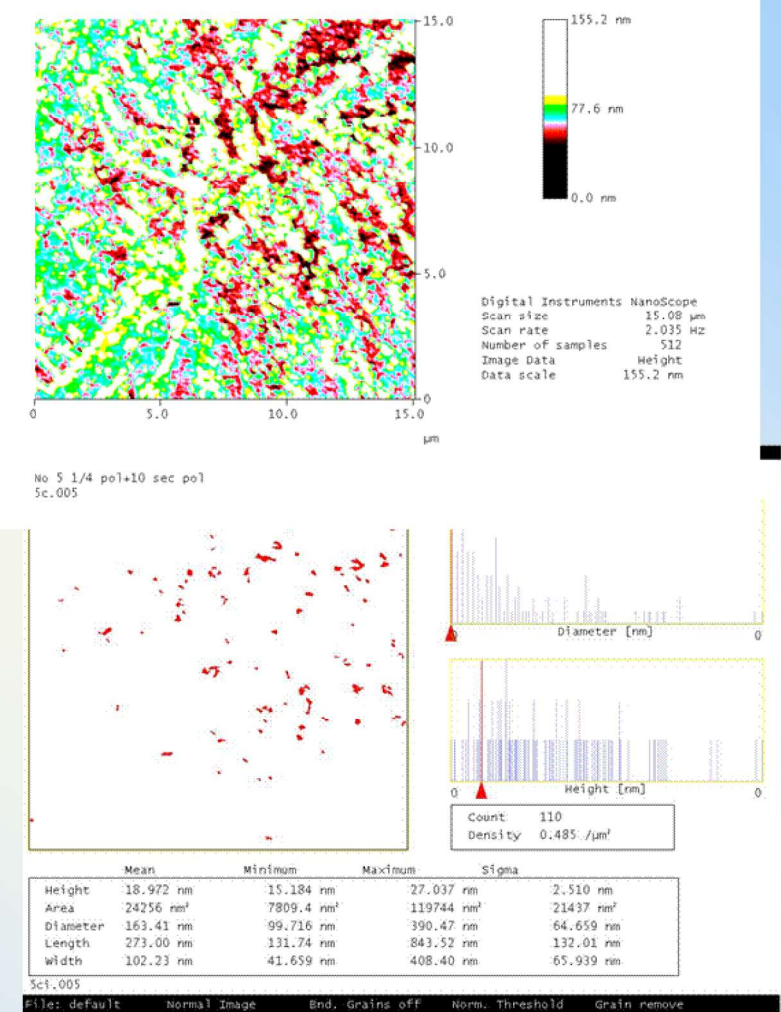 15.0
155.2 nm
77.6 nm
10.0
0.0 nm
5.0
Digital Instruments NanoScope
Scan size 15.08 µm
Scan rate 2.035 Hz
Number of samples 512
Image Data Height
Data scale 155.2 nm
0
0 5.0 10.0 15.0
µm
No 5 1/4 pol+10 sec pol
5c.005
0 Diameter [nm] 0
0 Height [nm] 0
Count 110
Density 0.485 /µm²
Mean Minimum Maximum Sigma
Height 18.972 nm 15.184 nm 27.037 nm 2.510 nm
Area 24256 nm² 7809.4 nm² 119744 nm² 21437 nm²
Diameter 163.41 nm 99.716 nm 390.47 nm 64.659 nm
Length 273.00 nm 131.74 nm 843.52 nm 132.01 nm
Width 102.23 nm 41.659 nm 408.40 nm 65.939 nm
5ci.005
File: default Normal Image End. Grains off Norm. Threshold Grain remove